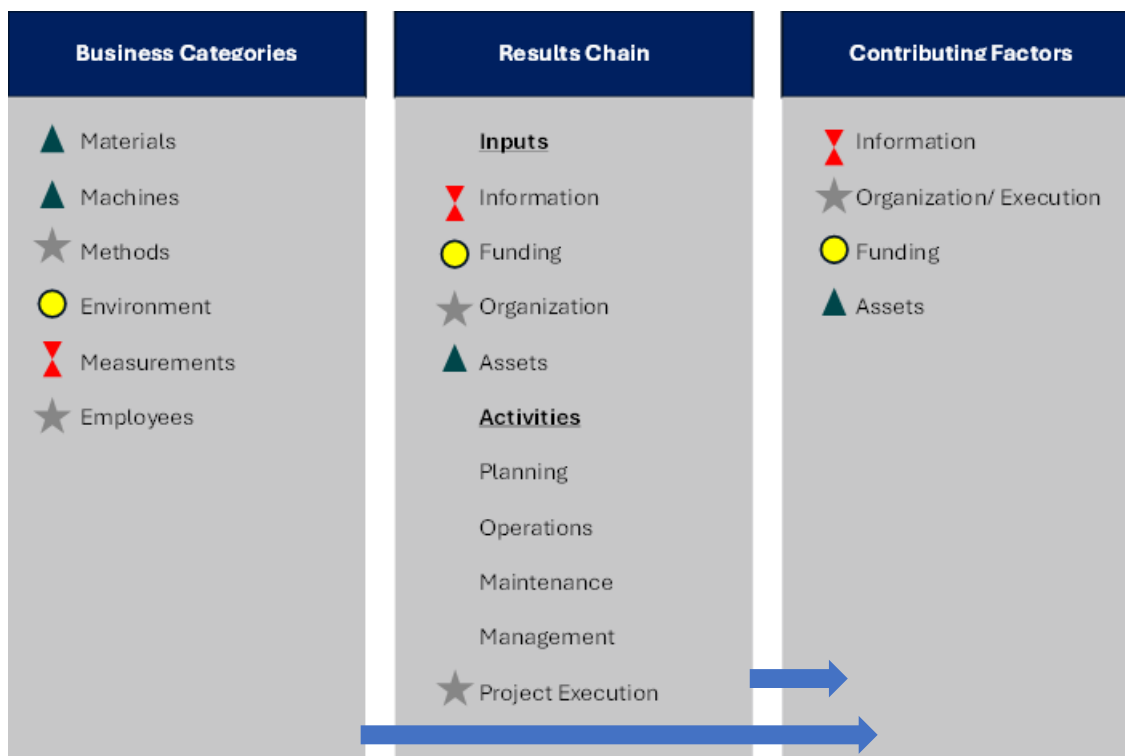 Business Categories
Materials
Machines
Methods
Environment
Measurements
Employees
Results Chain
Inputs
Information
Funding
Organization
Assets
Activities
Planning
Operations
Maintenance
Management
Project Execution
Contributing Factors
Information
Organization/ Execution
Funding
Assets